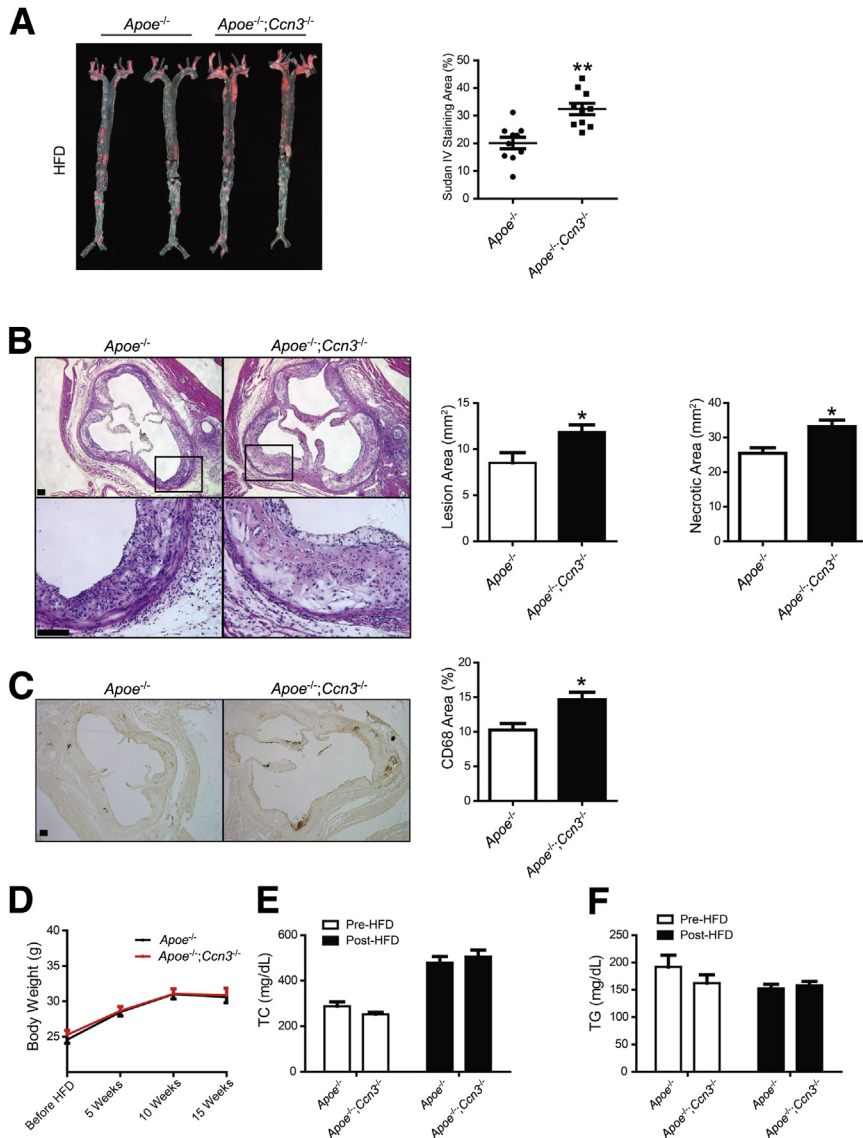 A
Apoe-/-
Apoe-/-;Ccn3-/-
HFD
Sudan IV Staining Area (%)
50
40
30
20
10
0
**
Apoe-/-
Apoe-/-;Ccn3-/-
B
Apoe-/-
Apoe-/-;Ccn3-/-
Lesion Area (mm2)
15
10
5
0
*
Apoe-/-
Apoe-/-;Ccn3-/-
Necrotic Area (mm2)
40
30
20
10
0
*
Apoe-/-
Apoe-/-;Ccn3-/-
C
Apoe-/-
Apoe-/-;Ccn3-/-
CD68 Area (%)
20
15
10
5
0
*
Apoe-/-
Apoe-/-;Ccn3-/-
D
Body Weight (g)
40
35
30
25
Apoe-/-
Apoe-/-;Ccn3-/-
Before HFD
5 Weeks
10 Weeks
15 Weeks
E
Pre-HFD
Post-HFD
TC (mg/dL)
600
400
200
0
Apoe-/-
Apoe-/-;Ccn3-/-
Apoe-/-
Apoe-/-;Ccn3-/-
F
Pre-HFD
Post-HFD
TG (mg/dL)
250
200
150
100
50
0
Apoe-/-
Apoe-/-;Ccn3-/-
Apoe-/-
Apoe-/-;Ccn3-/-